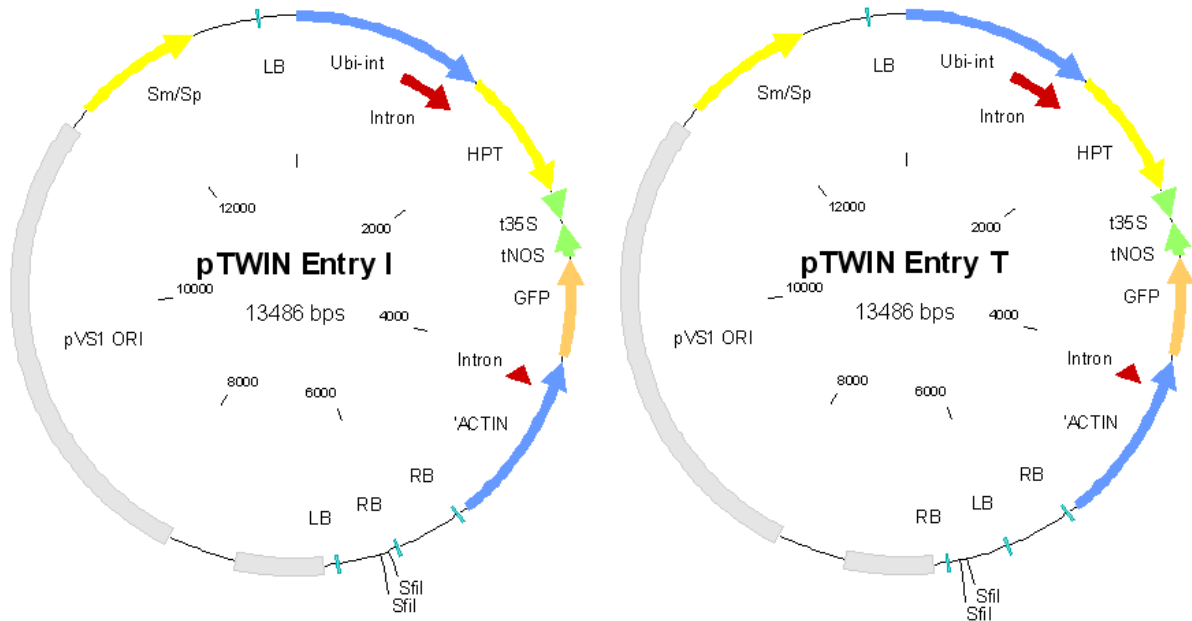 LB
Ubi-int
Sm/Sp
Intron
HPT
I
12000
2000
t35S
pTWIN Entry I
tNOS
10000
GFP
13486 bps
4000
pVS1 ORI
Intron
8000
6000
'ACTIN
RB
RB
LB
SfiI
SfiI
LB
Ubi-int
Sm/Sp
Intron
HPT
I
12000
2000
t35S
pTWIN Entry T
tNOS
10000
GFP
13486 bps
4000
pVS1 ORI
Intron
8000
6000
'ACTIN
RB
LB
RB
SfiI
SfiI